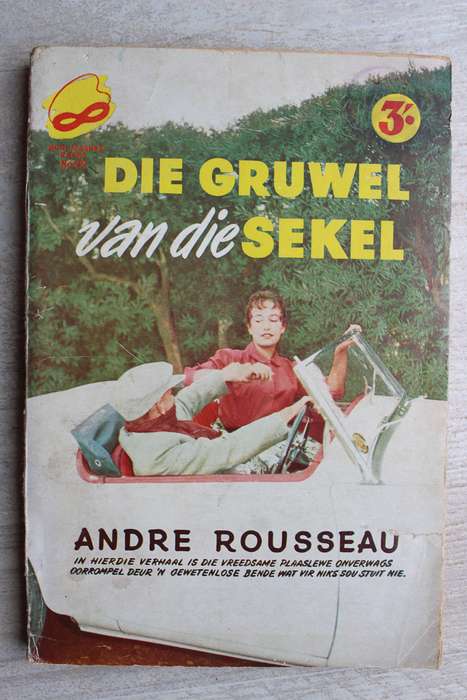 3/-
DIE GRUWEL
van die SEKEL
ANDRE ROUSSEAU
IN HIERDIE VERHAAL IS DIE VREEDSAME PLAASLEWE ONVERWAGS
OORROMPEL DEUR 'N GEWETENLOSE BENDE WAT VIR NIKS SOU STUIT NIE.